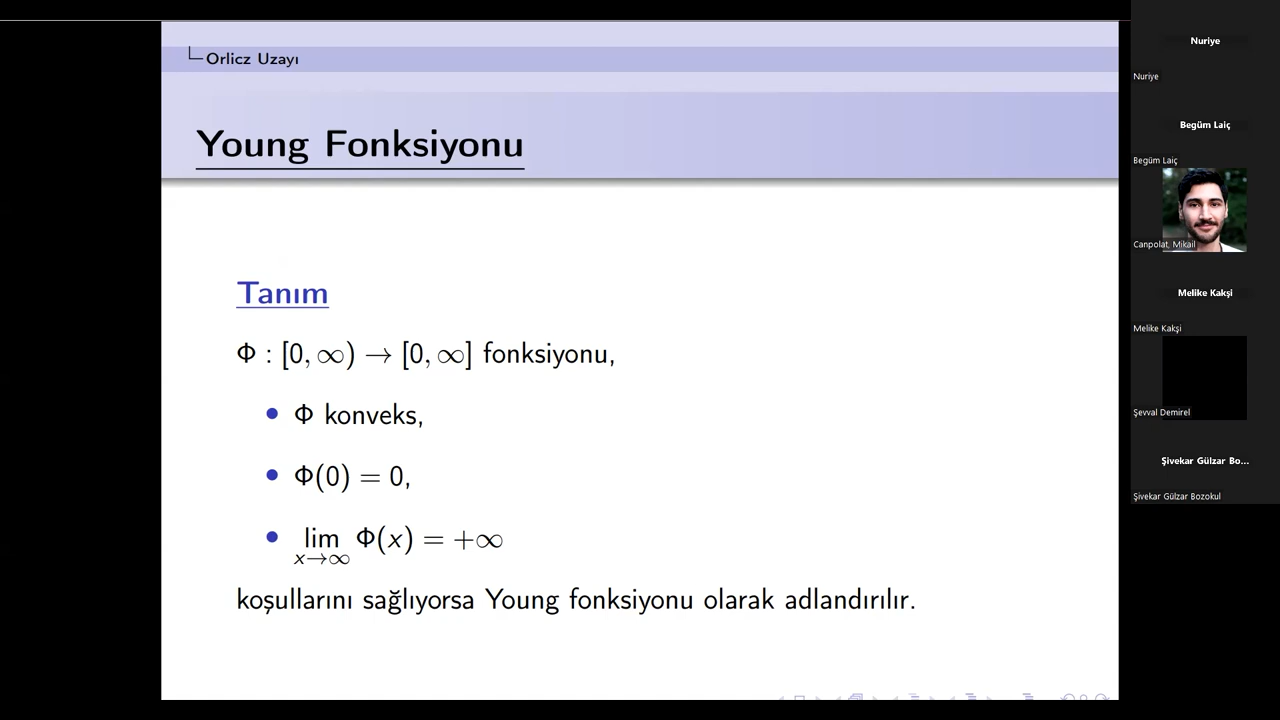 Orlicz Uzayı
Young Fonksiyonu
Tanım
Φ : [0, ∞) → [0, ∞] fonksiyonu,
• Φ konveks,
• Φ(0) = 0,
• lim Φ(x) = +∞
x→∞
koşullarını sağlıyorsa Young fonksiyonu olarak adlandırılır.
Nuriye
Nuriye
Begüm Laiç
Begüm Laiç
Canpolat, Mikail
Melike Kakşi
Melike Kakşi
Şevval Demirel
Şivekar Gülzar Bo...
Şivekar Gülzar Bozokul